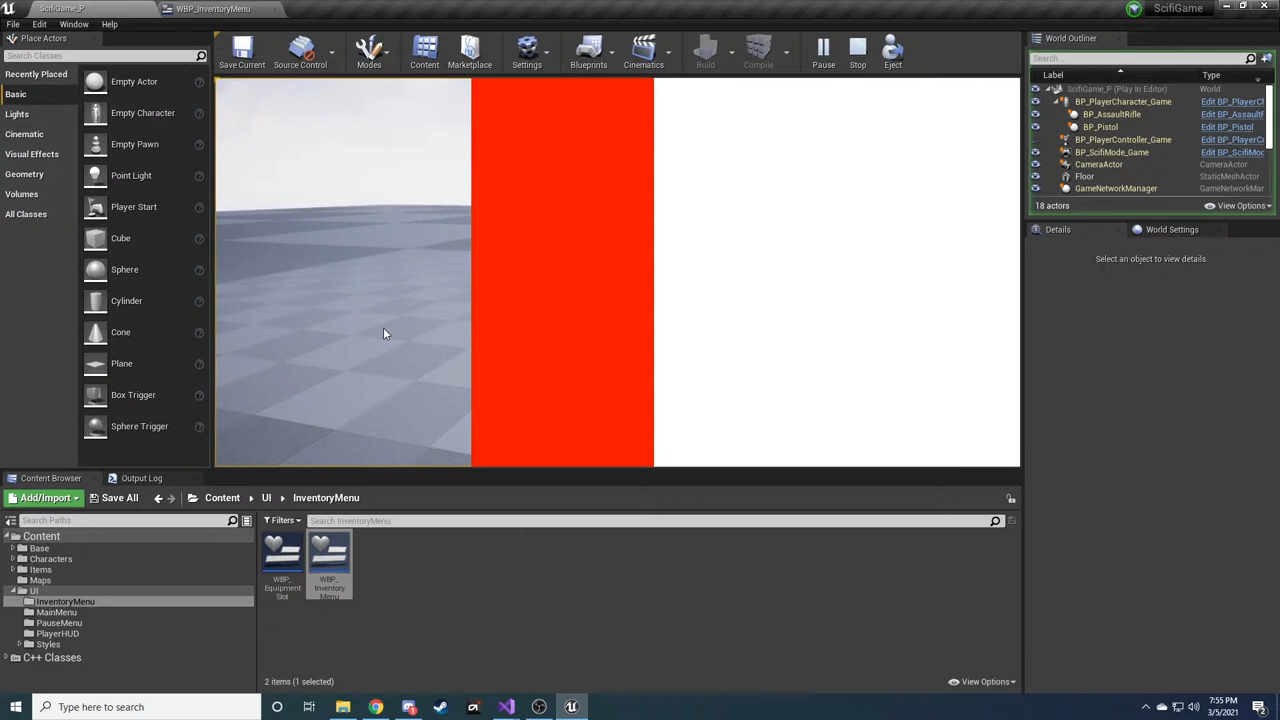 ScifiGame_P
WBP_InventoryMenu
ScifiGame
File Edit Window Help
Place Actors
Search Classes
Recently Placed
Basic
Lights
Cinematic
Visual Effects
Geometry
Volumes
All Classes
Empty Actor
Empty Character
Empty Pawn
Point Light
Player Start
Cube
Sphere
Cylinder
Cone
Plane
Box Trigger
Sphere Trigger
Save Current
Source Control
Modes
Content
Marketplace
Settings
Blueprints
Cinematics
Build
Compile
Pause
Stop
Eject
World Outliner
Search...
Label Type
ScifiGame_P (Play In Editor) World
BP_PlayerCharacter_Game Edit BP_PlayerCl
BP_AssaultRifle Edit BP_AssaultF
BP_Pistol Edit BP_Pistol
BP_PlayerController_Game Edit BP_PlayerCo
BP_ScifiMode_Game Edit BP_ScifiMoc
CameraActor CameraActor
Floor StaticMeshActor
GameNetworkManager GameNetworkMar
18 actors View Options
Details World Settings
Select an object to view details.
Content Browser Output Log
Add/Import Save All Content UI InventoryMenu
Search Paths
Filters Search InventoryMenu
Content
Base
Characters
Items
Maps
UI
InventoryMenu
MainMenu
PauseMenu
PlayerHUD
Styles
C++ Classes
WBP_
Equipment
Slot
WBP_
Inventory
Menu
2 items (1 selected) View Options
Type here to search
7:55 PM
3/5/2021